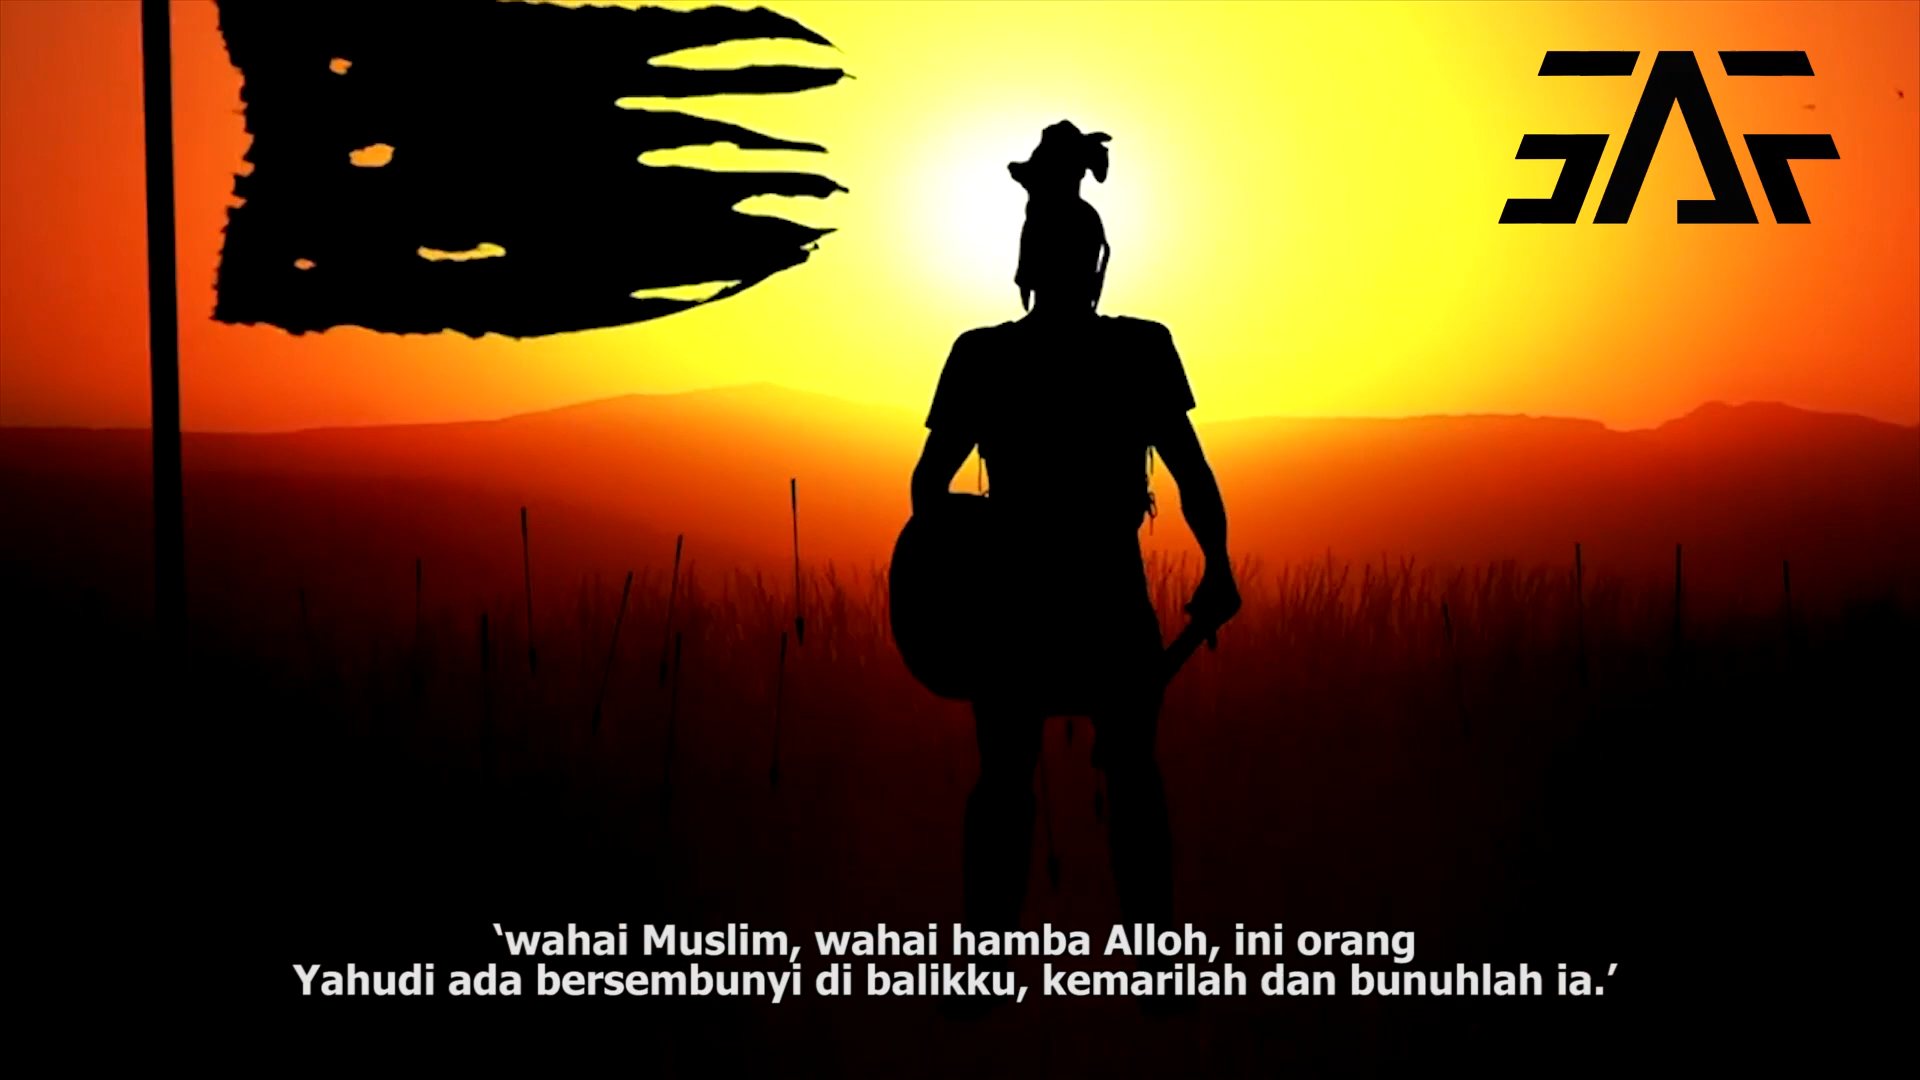 ‘wahai Muslim, wahai hamba Alloh, ini orang
Yahudi ada bersembunyi di balikku, kemarilah dan bunuhlah ia.’